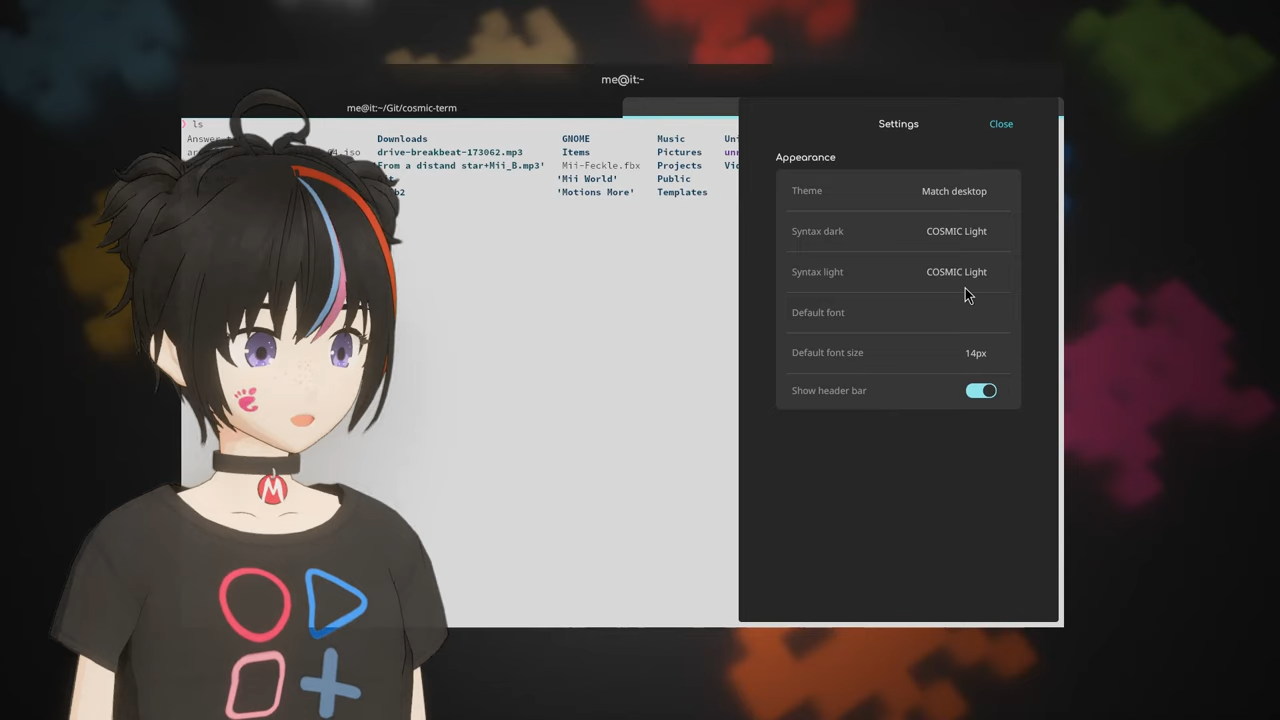 me@it:~
me@it:~/Git/cosmic-term
❯ ls
Downloads GNOME Music
drive-breakbeat-173062.mp3 Items Pictures
'From a distand star+Mii_B.mp3' Mii-Feckle.fbx Projects
'Mii World' Public
'Motions More' Templates
Settings Close
Appearance
Theme Match desktop
Syntax dark COSMIC Light
Syntax light COSMIC Light
Default font
Default font size 14px
Show header bar
M